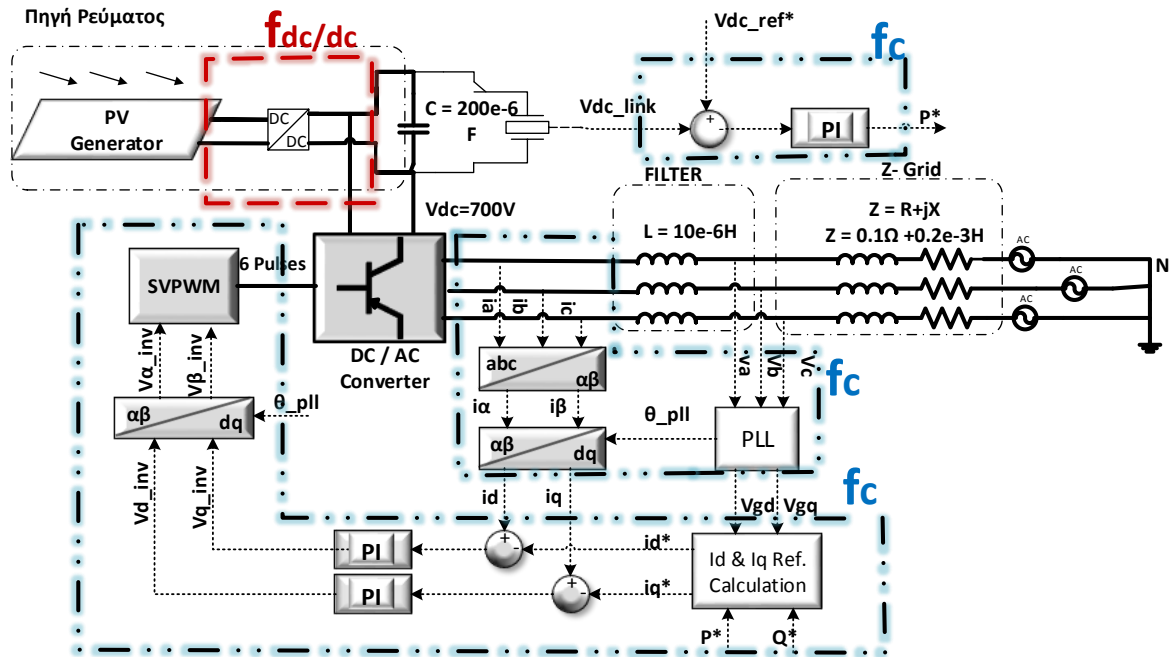 Πηγή Ρεύματος
fdc/dc
fc
Vdc_ref*
PV
Generator
DC
DC
C = 200e-6
F
Vdc_link
+
-
PI
P*
FILTER
Z- Grid
Vdc=700V
L = 10e-6H
Z = R+jX
Z = 0.1Ω +0.2e-3H
AC
AC
AC
N
SVPWM
6 Pulses
DC / AC
Converter
ia
ib
ic
abc
αβ
va
Vb
Vc
fc
Vα_inv
Vβ_inv
θ_pll
αβ
dq
iα
iβ
θ_pll
αβ
dq
PLL
fc
Vd_inv
Vq_inv
id
iq
Vgd
Vgq
PI
+
-
id*
Id & Iq Ref.
Calculation
PI
+
-
iq*
P*
Q*